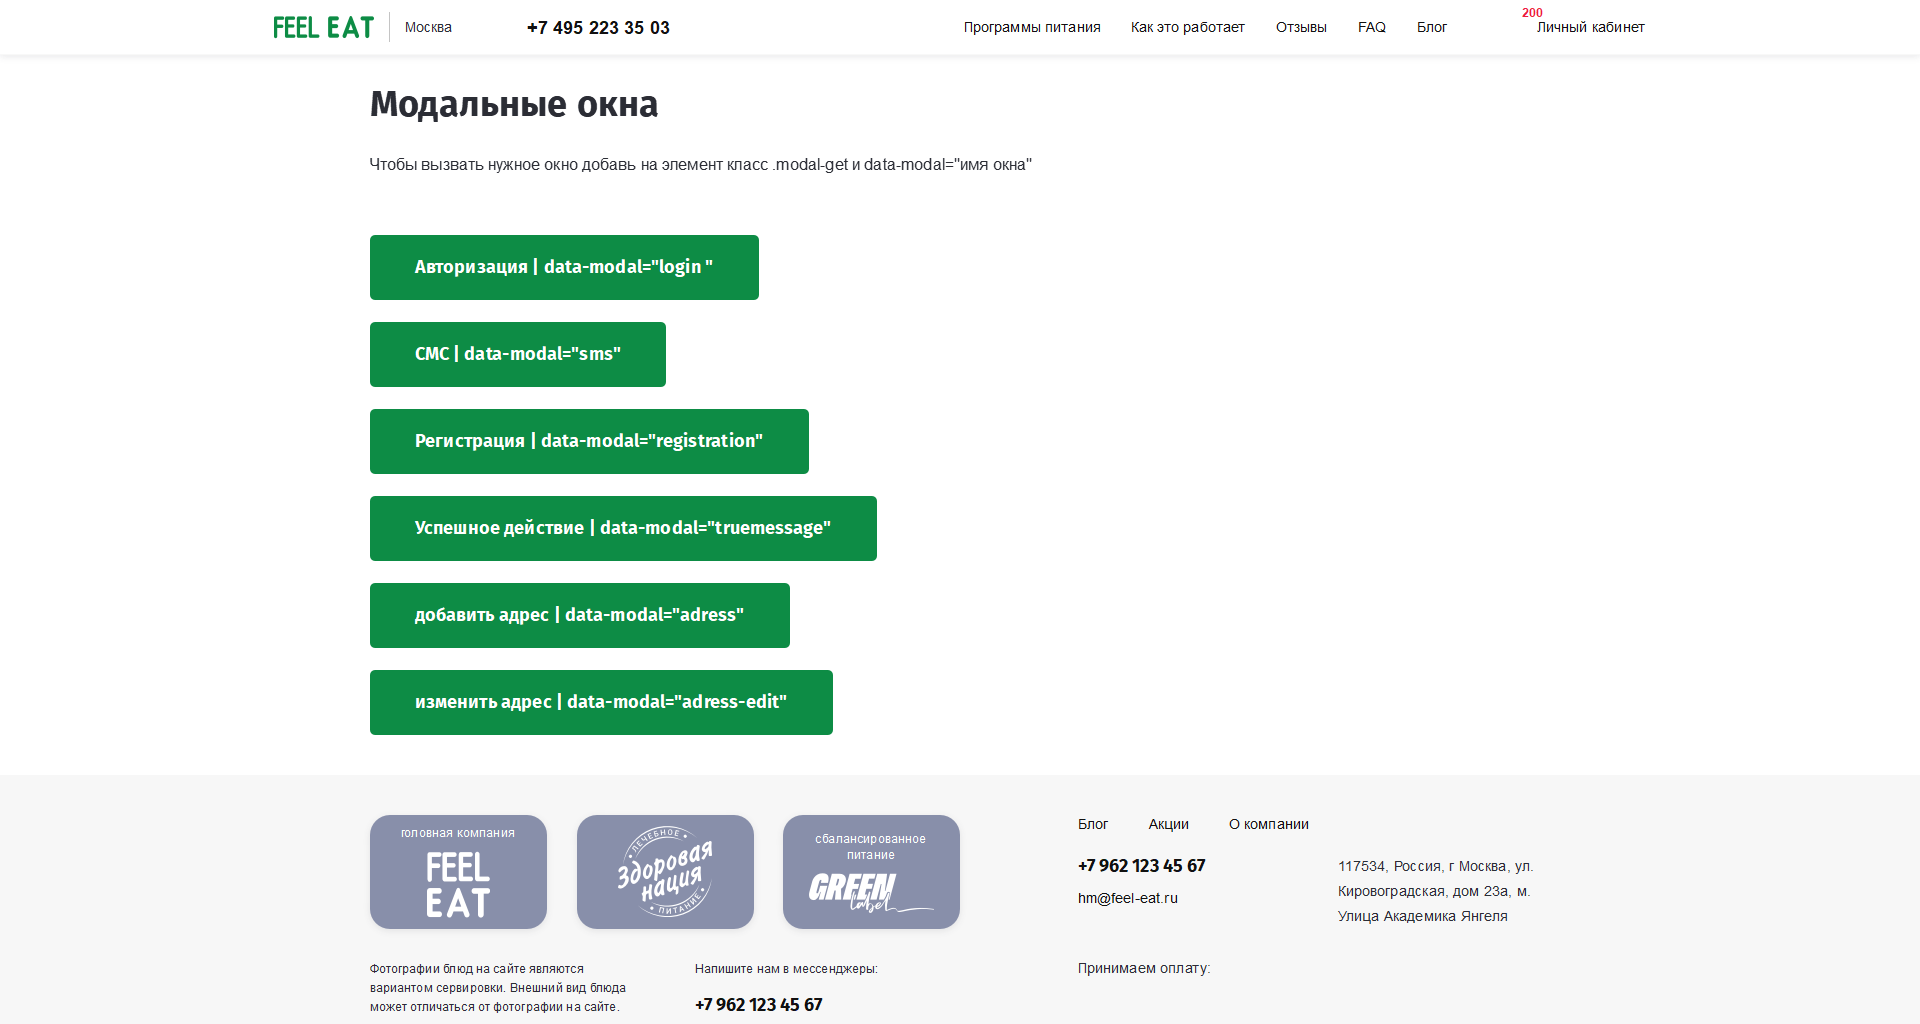 FEEL EAT
Москва
+7 495 223 35 03
Программы питания
Как это работает
Отзывы
FAQ
Блог
200
Личный кабинет
Модальные окна
Чтобы вызвать нужное окно добавь на элемент класс .modal-get и data-modal="имя окна"
Авторизация | data-modal="login "
СМС | data-modal="sms"
Регистрация | data-modal="registration"
Успешное действие | data-modal="truemessage"
добавить адрес | data-modal="adress"
изменить адрес | data-modal="adress-edit"
головная компания
FEEL
EAT
ЛЕЧЕБНОЕ
Здоровая
нация
ПИТАНИЕ
сбалансированное
питание
GREEN
label
Блог
Акции
О компании
+7 962 123 45 67
hm@feel-eat.ru
117534, Россия, г Москва, ул.
Кировоградская, дом 23а, м.
Улица Академика Янгеля
Фотографии блюд на сайте являются
вариантом сервировки. Внешний вид блюда
может отличаться от фотографии на сайте.
Напишите нам в мессенджеры:
+7 962 123 45 67
Принимаем оплату: